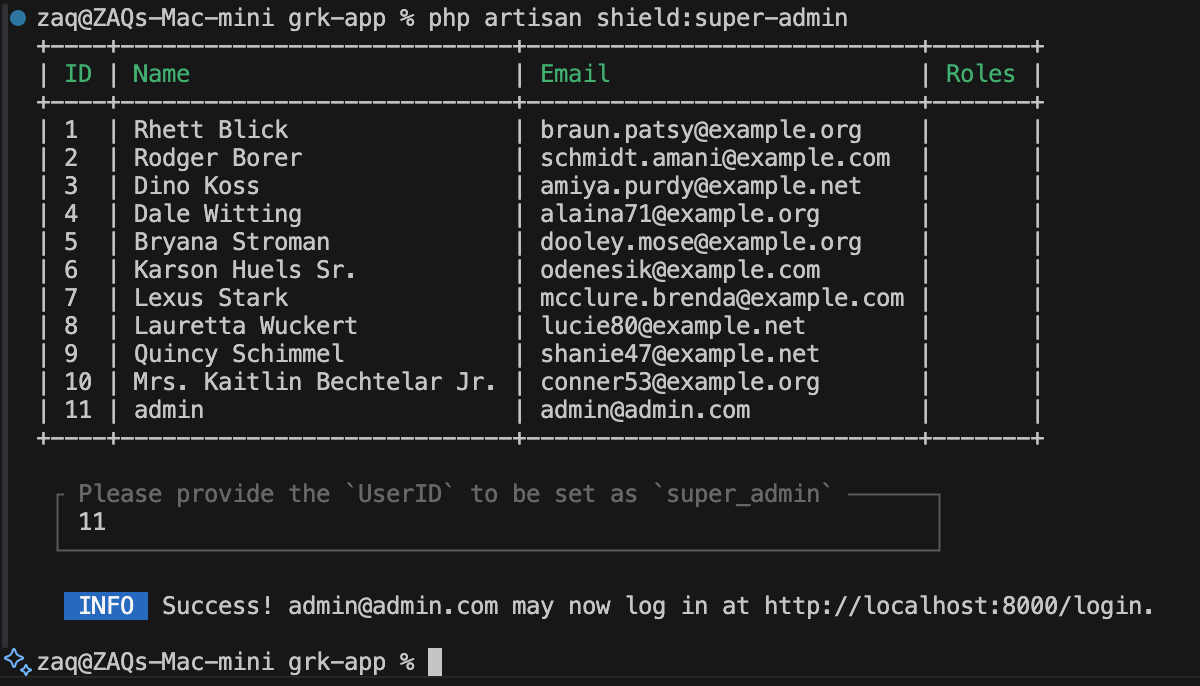 zaq@ZAQs-Mac-mini grk-app % php artisan shield:super-admin
+----+----------------------------+----------------------------+-------+
| ID | Name                       | Email                      | Roles |
+----+----------------------------+----------------------------+-------+
| 1  | Rhett Blick                | braun.patsy@example.org    |       |
| 2  | Rodger Borer               | schmidt.amani@example.com  |       |
| 3  | Dino Koss                  | amiya.purdy@example.net    |       |
| 4  | Dale Witting               | alaina71@example.org       |       |
| 5  | Bryana Stroman             | dooley.mose@example.org    |       |
| 6  | Karson Huels Sr.           | odenesik@example.com       |       |
| 7  | Lexus Stark                | mcclure.brenda@example.com |       |
| 8  | Lauretta Wuckert           | lucie80@example.net        |       |
| 9  | Quincy Schimmel            | shanie47@example.net       |       |
| 10 | Mrs. Kaitlin Bechtelar Jr. | conner53@example.org       |       |
| 11 | admin                      | admin@admin.com            |       |
+----+----------------------------+----------------------------+-------+
Please provide the `UserID` to be set as `super_admin`
11
INFO Success! admin@admin.com may now log in at http://localhost:8000/login.
zaq@ZAQs-Mac-mini grk-app %